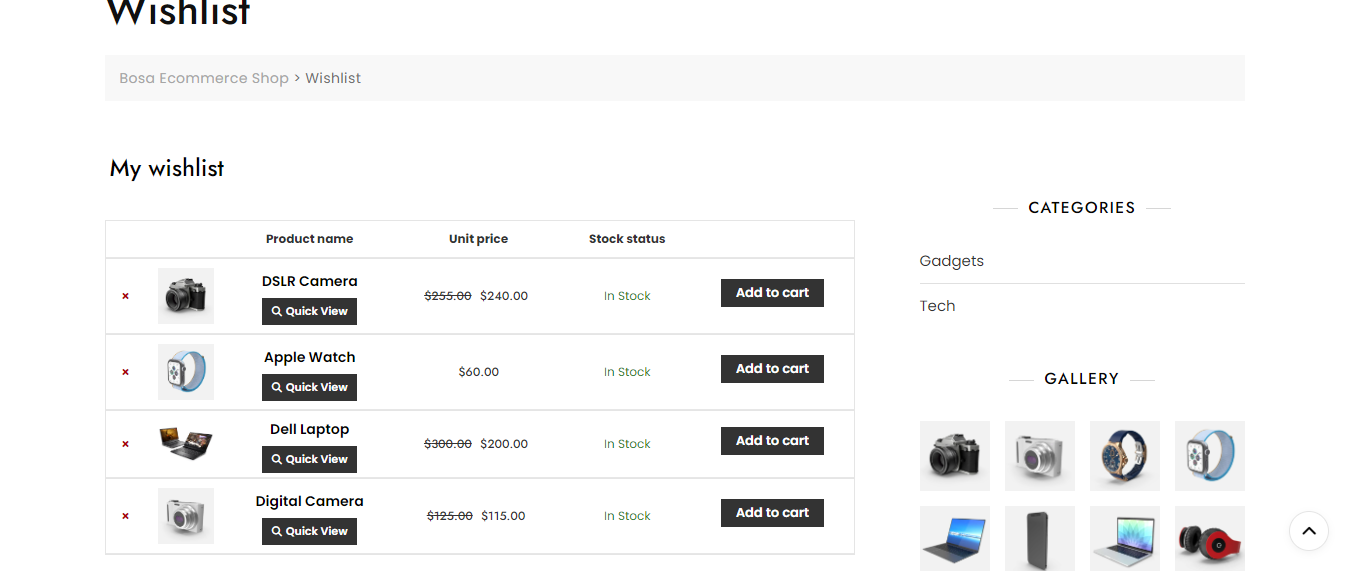 Wishlist
Bosa Ecommerce Shop > Wishlist
My wishlist
Product name Unit price Stock status
× DSLR Camera $255.00 $240.00 In Stock Add to cart
Quick View
× Apple Watch $60.00 In Stock Add to cart
Quick View
× Dell Laptop $300.00 $200.00 In Stock Add to cart
Quick View
× Digital Camera $125.00 $115.00 In Stock Add to cart
Quick View
CATEGORIES
Gadgets
Tech
GALLERY